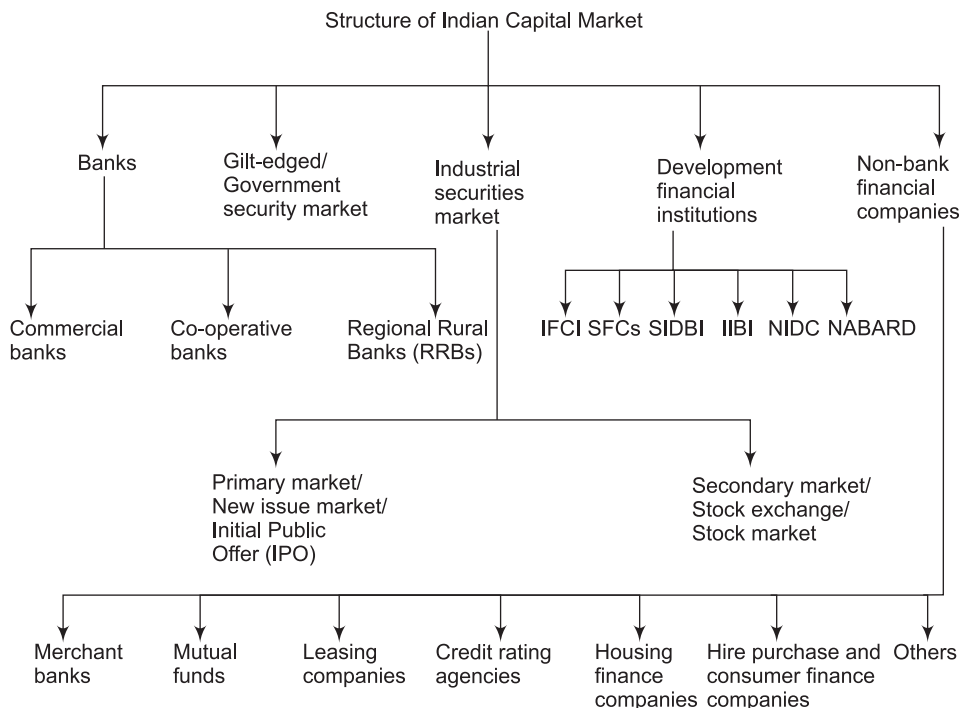 Structure of Indian Capital Market
Banks
Gilt-edged/
Government
security market
Industrial
securities
market
Development
financial
institutions
Non-bank
financial
companies
Commercial
banks
Co-operative
banks
Regional Rural
Banks (RRBs)
IFCI SFCs SIDBI IIBI NIDC NABARD
Primary market/
New issue market/
Initial Public
Offer (IPO)
Secondary market/
Stock exchange/
Stock market
Merchant
banks
Mutual
funds
Leasing
companies
Credit rating
agencies
Housing
finance
companies
Hire purchase and
consumer finance
companies
Others